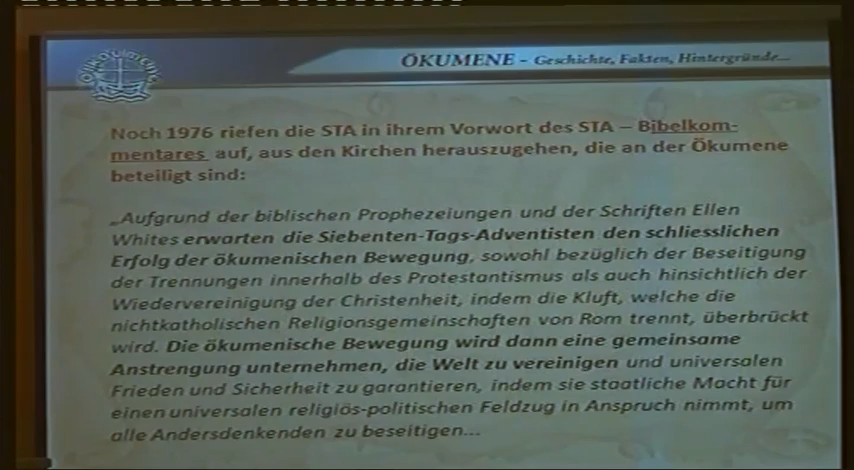 ÖKUMENE - Geschichte, Fakten, Hintergründe...
Noch 1976 riefen die STA in ihrem Vorwort des STA – Bibelkom-
mentares auf, aus den Kirchen herauszugehen, die an der Ökumene
beteiligt sind:
„Aufgrund der biblischen Prophezeiungen und der Schriften Ellen
Whites erwarten die Siebenten-Tags-Adventisten den schliesslichen
Erfolg der ökumenischen Bewegung, sowohl bezüglich der Beseitigung
der Trennungen innerhalb des Protestantismus als auch hinsichtlich der
Wiedervereinigung der Christenheit, indem die Kluft, welche die
nichtkatholischen Religionsgemeinschaften von Rom trennt, überbrückt
wird. Die ökumenische Bewegung wird dann eine gemeinsame
Anstrengung unternehmen, die Welt zu vereinigen und universalen
Frieden und Sicherheit zu garantieren, indem sie staatliche Macht für
einen universalen religiös-politischen Feldzug in Anspruch nimmt, um
alle Andersdenkenden zu beseitigen...